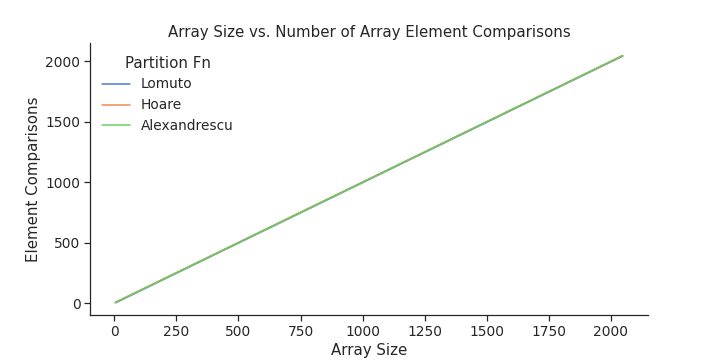 Array Size vs. Number of Array Element Comparisons
Partition Fn
Lomuto
Hoare
Alexandrescu
Element Comparisons
2000
1500
1000
500
0
0 250 500 750 1000 1250 1500 1750 2000
Array Size